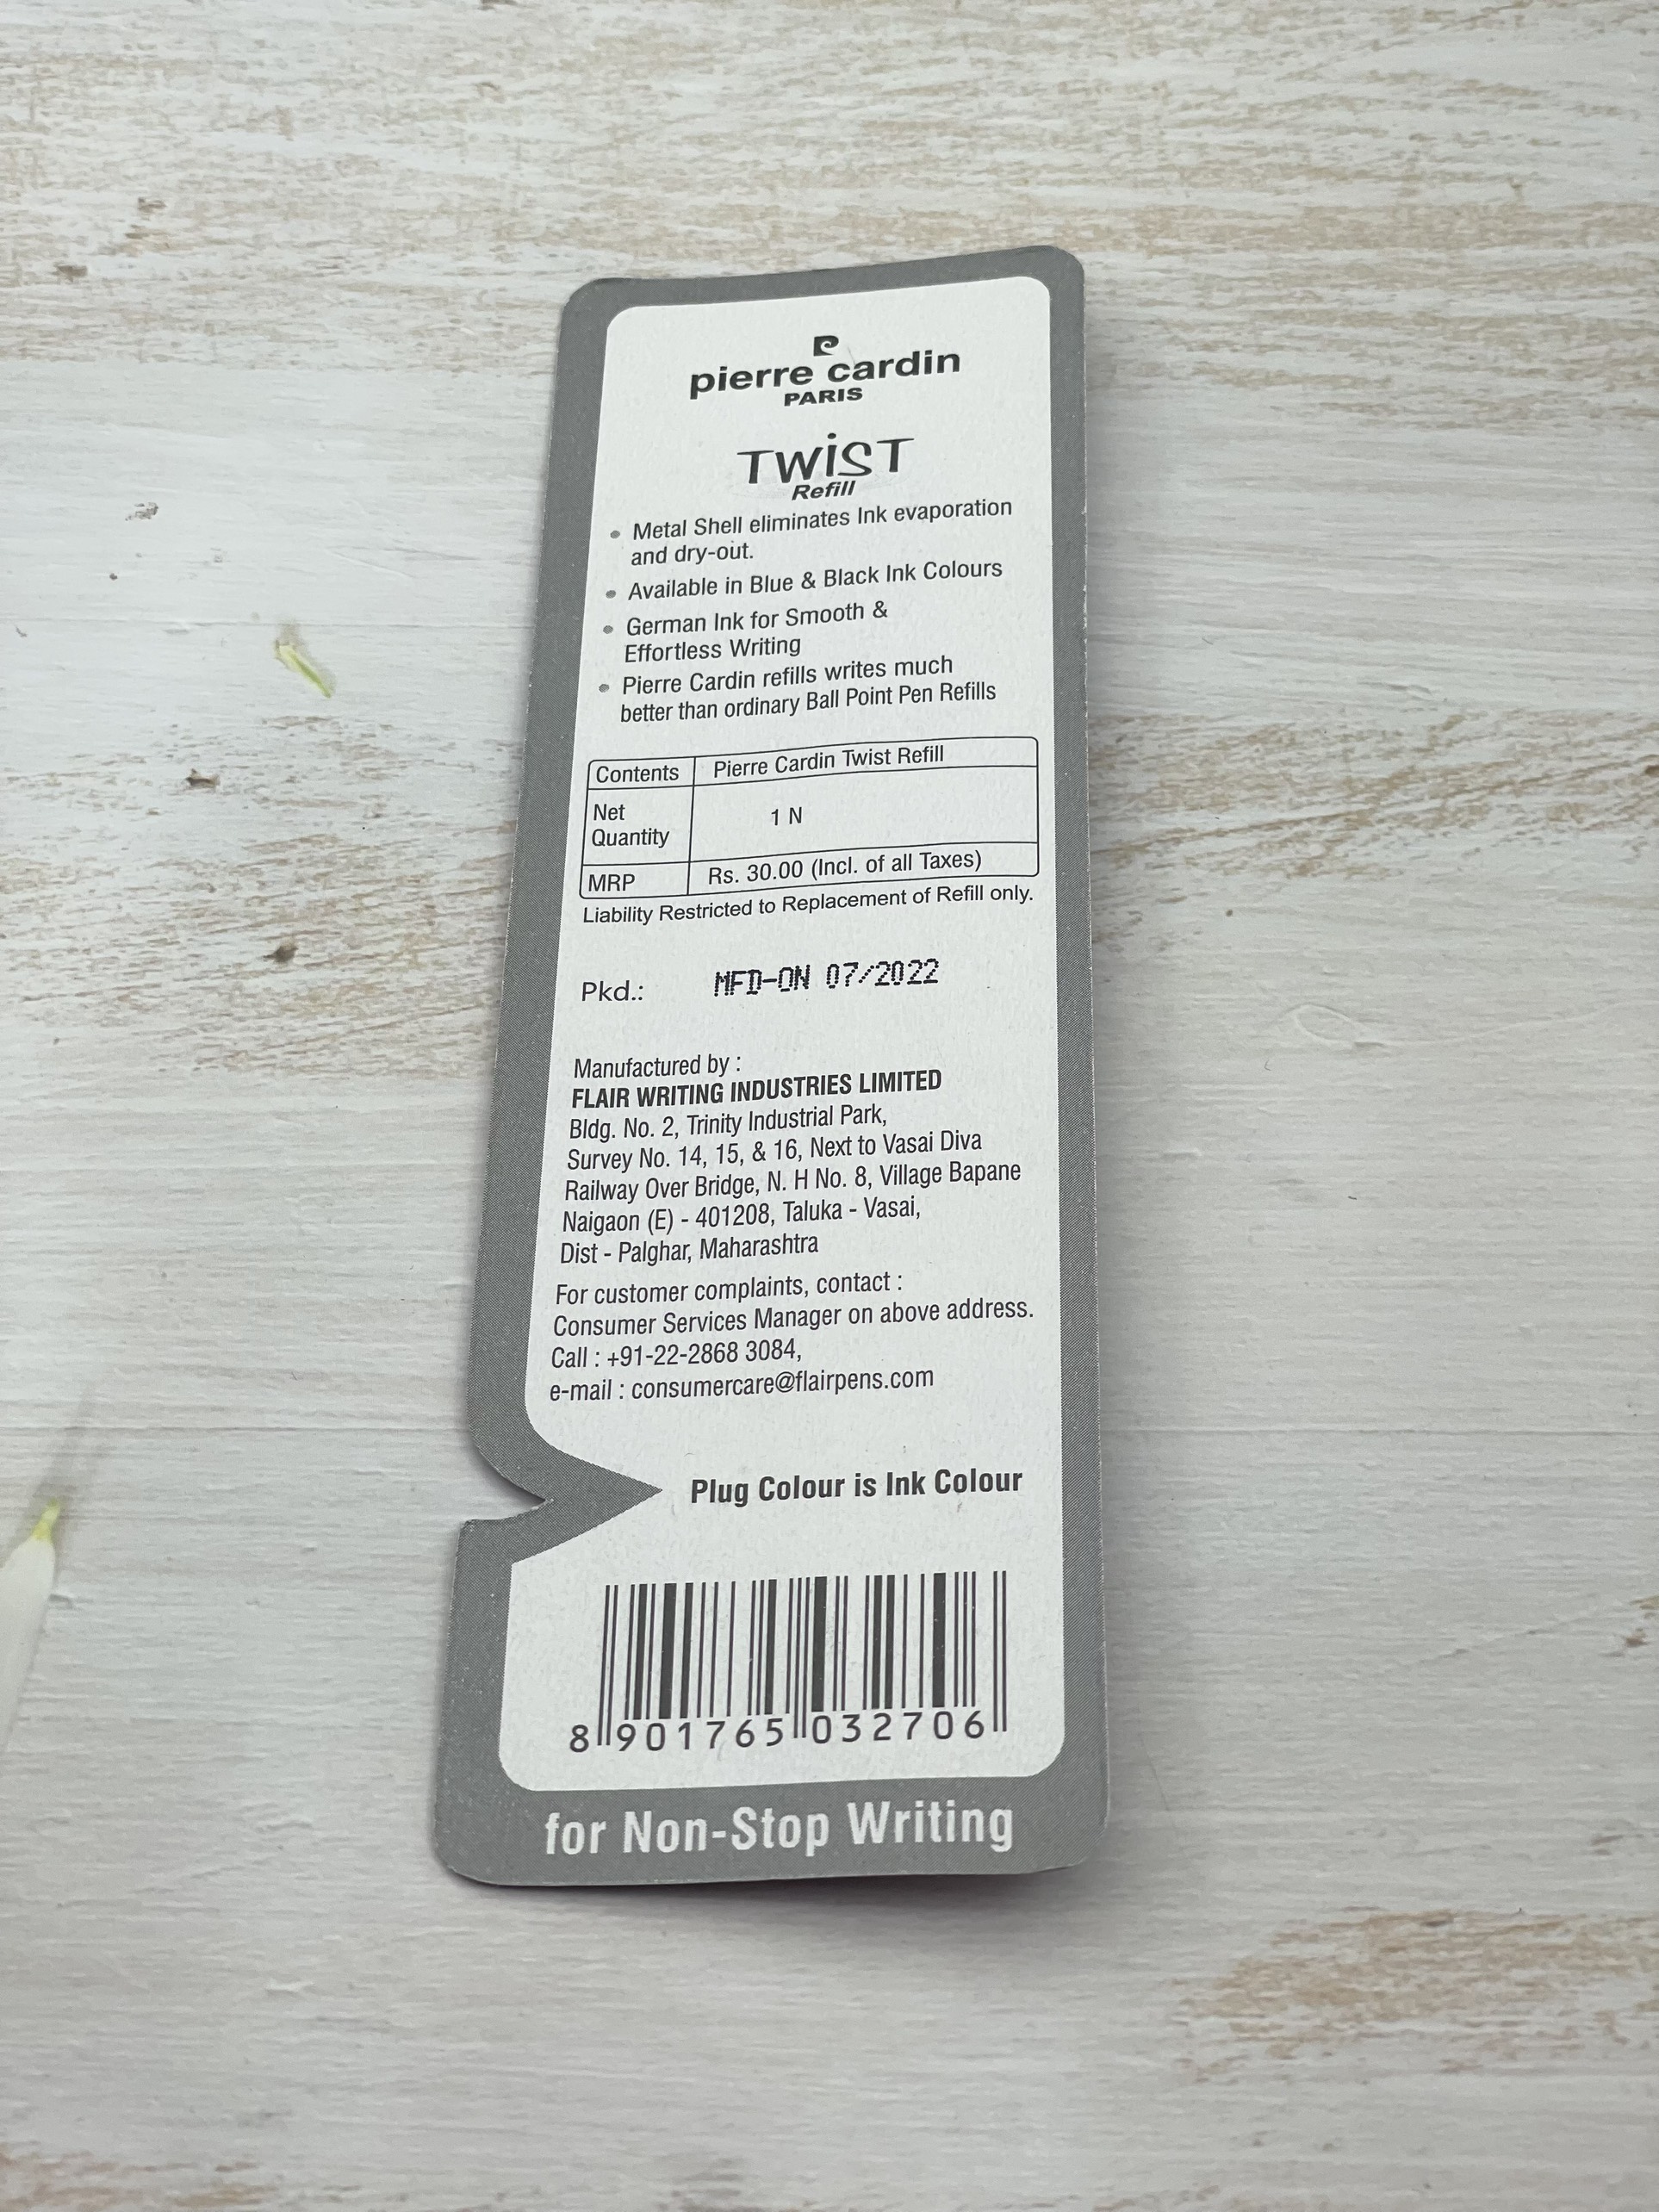 pierre cardin
PARIS
TWiST
Refill
• Metal Shell eliminates Ink evaporation
and dry-out.
• Available in Blue & Black Ink Colours
• German Ink for Smooth &
Effortless Writing
• Pierre Cardin refills writes much
better than ordinary Ball Point Pen Refills
Contents Pierre Cardin Twist Refill
Net
Quantity 1 N
MRP Rs. 30.00 (Incl. of all Taxes)
Liability Restricted to Replacement of Refill only.
Pkd.: MFD-ON 07/2022
Manufactured by :
FLAIR WRITING INDUSTRIES LIMITED
Bldg. No. 2, Trinity Industrial Park,
Survey No. 14, 15, & 16, Next to Vasai Diva
Railway Over Bridge, N. H No. 8, Village Bapane
Naigaon (E) - 401208, Taluka - Vasai,
Dist - Palghar, Maharashtra
For customer complaints, contact :
Consumer Services Manager on above address.
Call : +91-22-2868 3084,
e-mail : consumercare@flairpens.com
Plug Colour is Ink Colour
8 901765 032706
for Non-Stop Writing